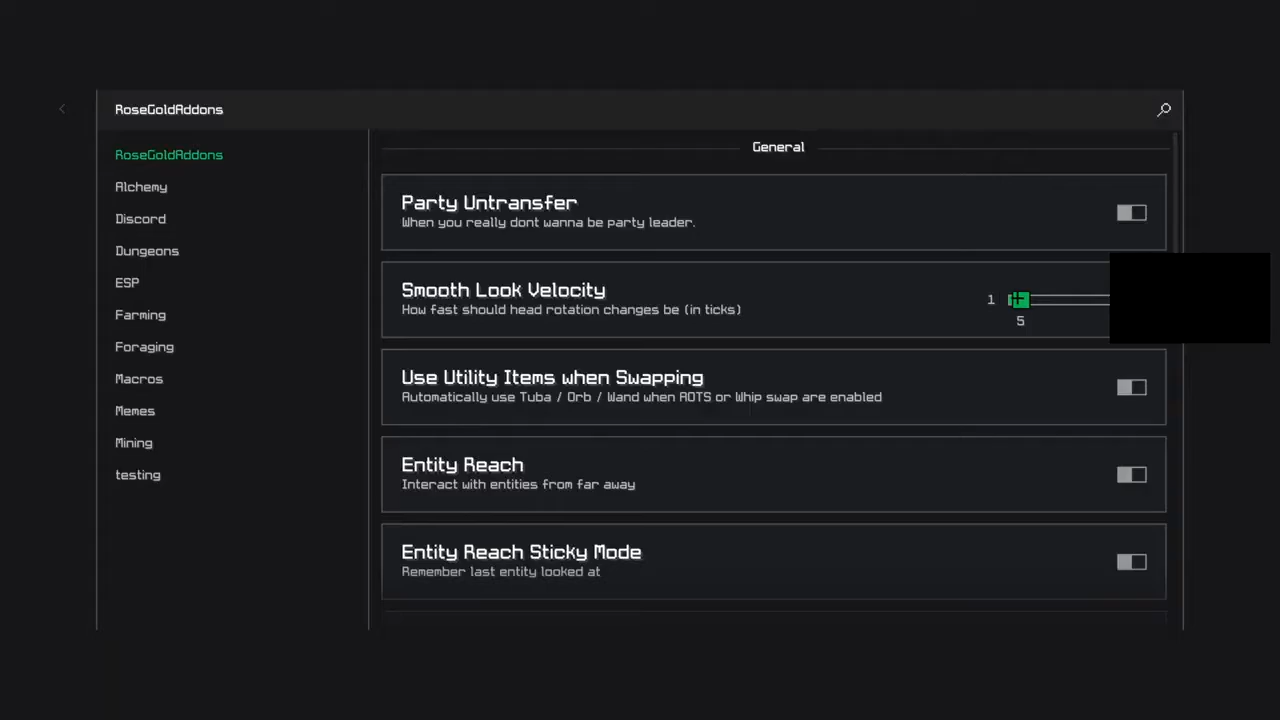 RoseGoldAddons
RoseGoldAddons
Alchemy
Discord
Dungeons
ESP
Farming
Foraging
Macros
Memes
Mining
testing
General
Party Untransfer
When you really dont wanna be party leader.
Smooth Look Velocity
How fast should head rotation changes be (in ticks)
1
5
Use Utility Items when Swapping
Automatically use Tuba / Orb / Wand when AOTS or Whip swap are enabled
Entity Reach
Interact with entities from far away
Entity Reach Sticky Mode
Remember last entity looked at